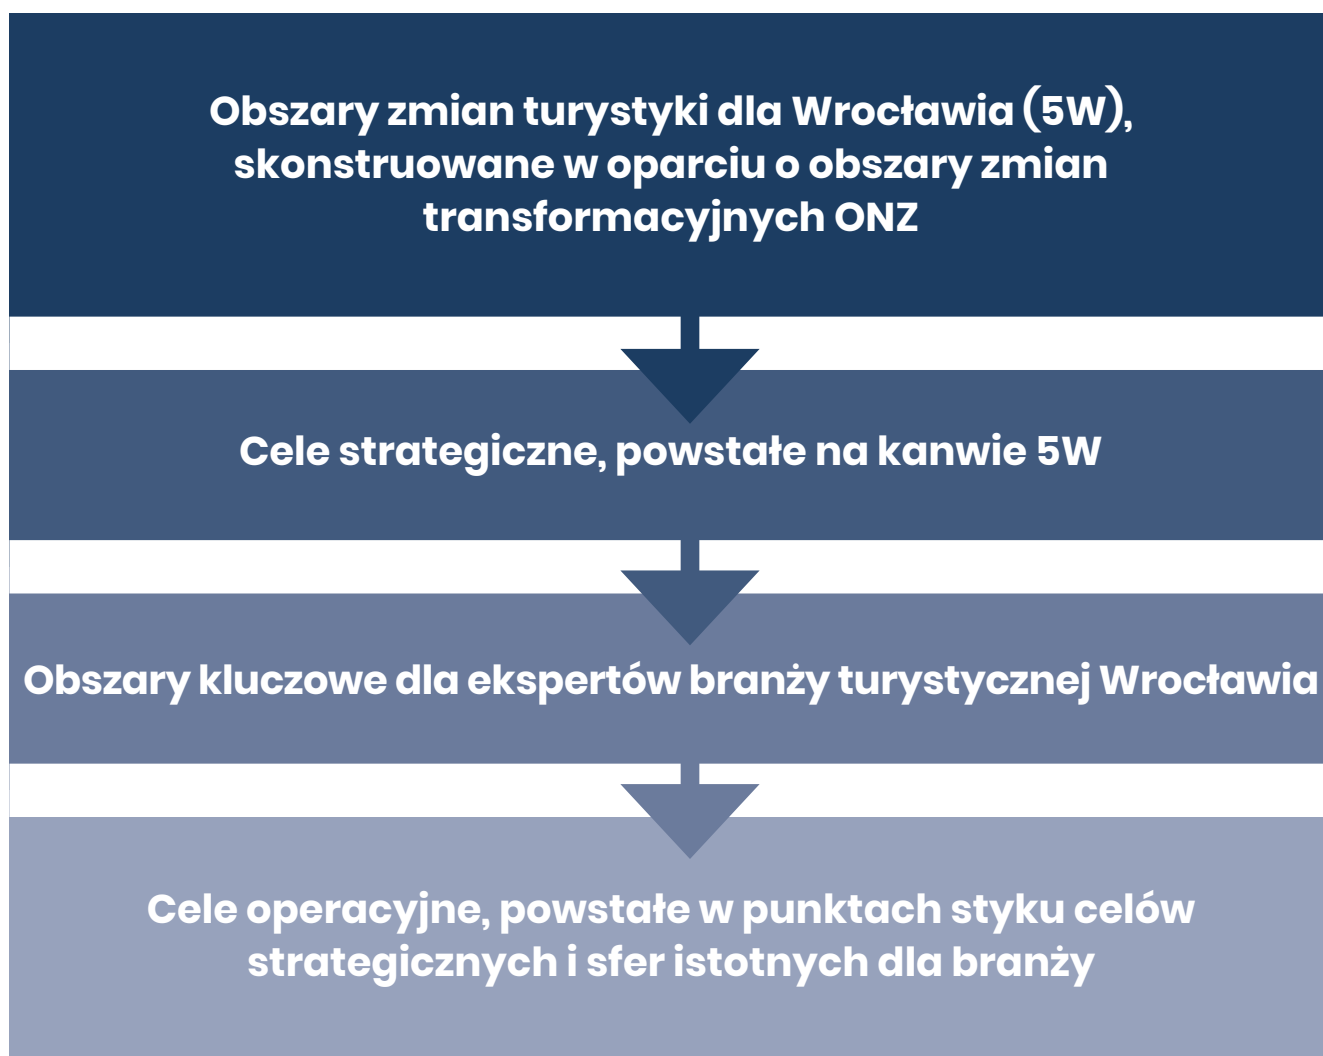 Obszary zmian turystyki dla Wrocławia (5W),
skonstruowane w oparciu o obszary zmian
transformacyjnych ONZ
Cele strategiczne, powstałe na kanwie 5W
Obszary kluczowe dla ekspertów branży turystycznej Wrocławia
Cele operacyjne, powstałe w punktach styku celów
strategicznych i sfer istotnych dla branży